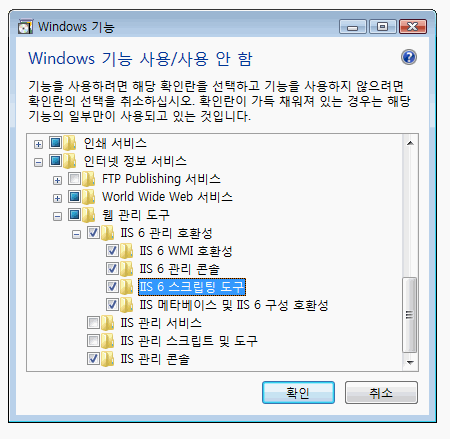 Windows 기능
Windows 기능 사용/사용 안 함
기능을 사용하려면 해당 확인란을 선택하고 기능을 사용하지 않으려면
확인란의 선택을 취소하십시오. 확인란이 가득 채워져 있는 경우는 해당
기능의 일부만이 사용되고 있는 것입니다.
인쇄 서비스
인터넷 정보 서비스
FTP Publishing 서비스
World Wide Web 서비스
웹 관리 도구
IIS 6 관리 호환성
IIS 6 WMI 호환성
IIS 6 관리 콘솔
IIS 6 스크립팅 도구
IIS 메타베이스 및 IIS 6 구성 호환성
IIS 관리 서비스
IIS 관리 스크립트 및 도구
IIS 관리 콘솔
확인
취소